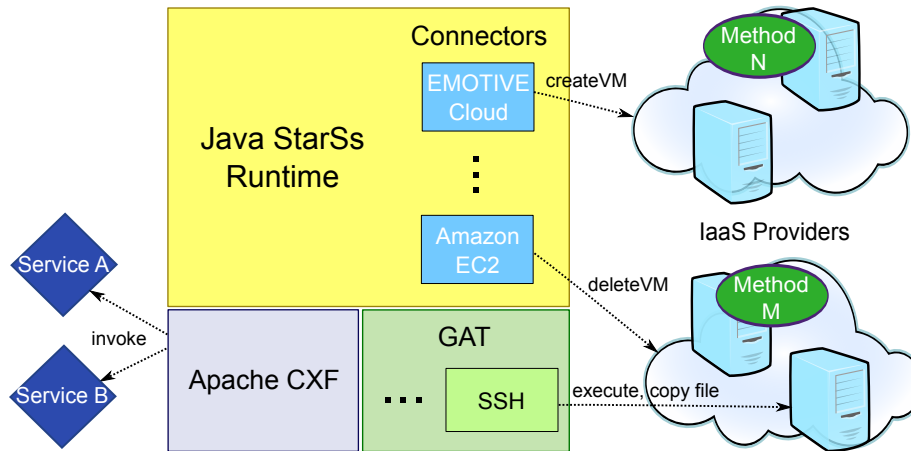 Connectors
Method
N
EMOTIVE
Cloud
createVM
Java StarSs
Runtime
Amazon
EC2
IaaS Providers
Service A
deleteVM
Method
M
invoke
GAT
Service B
Apache CXF
SSH
execute, copy file